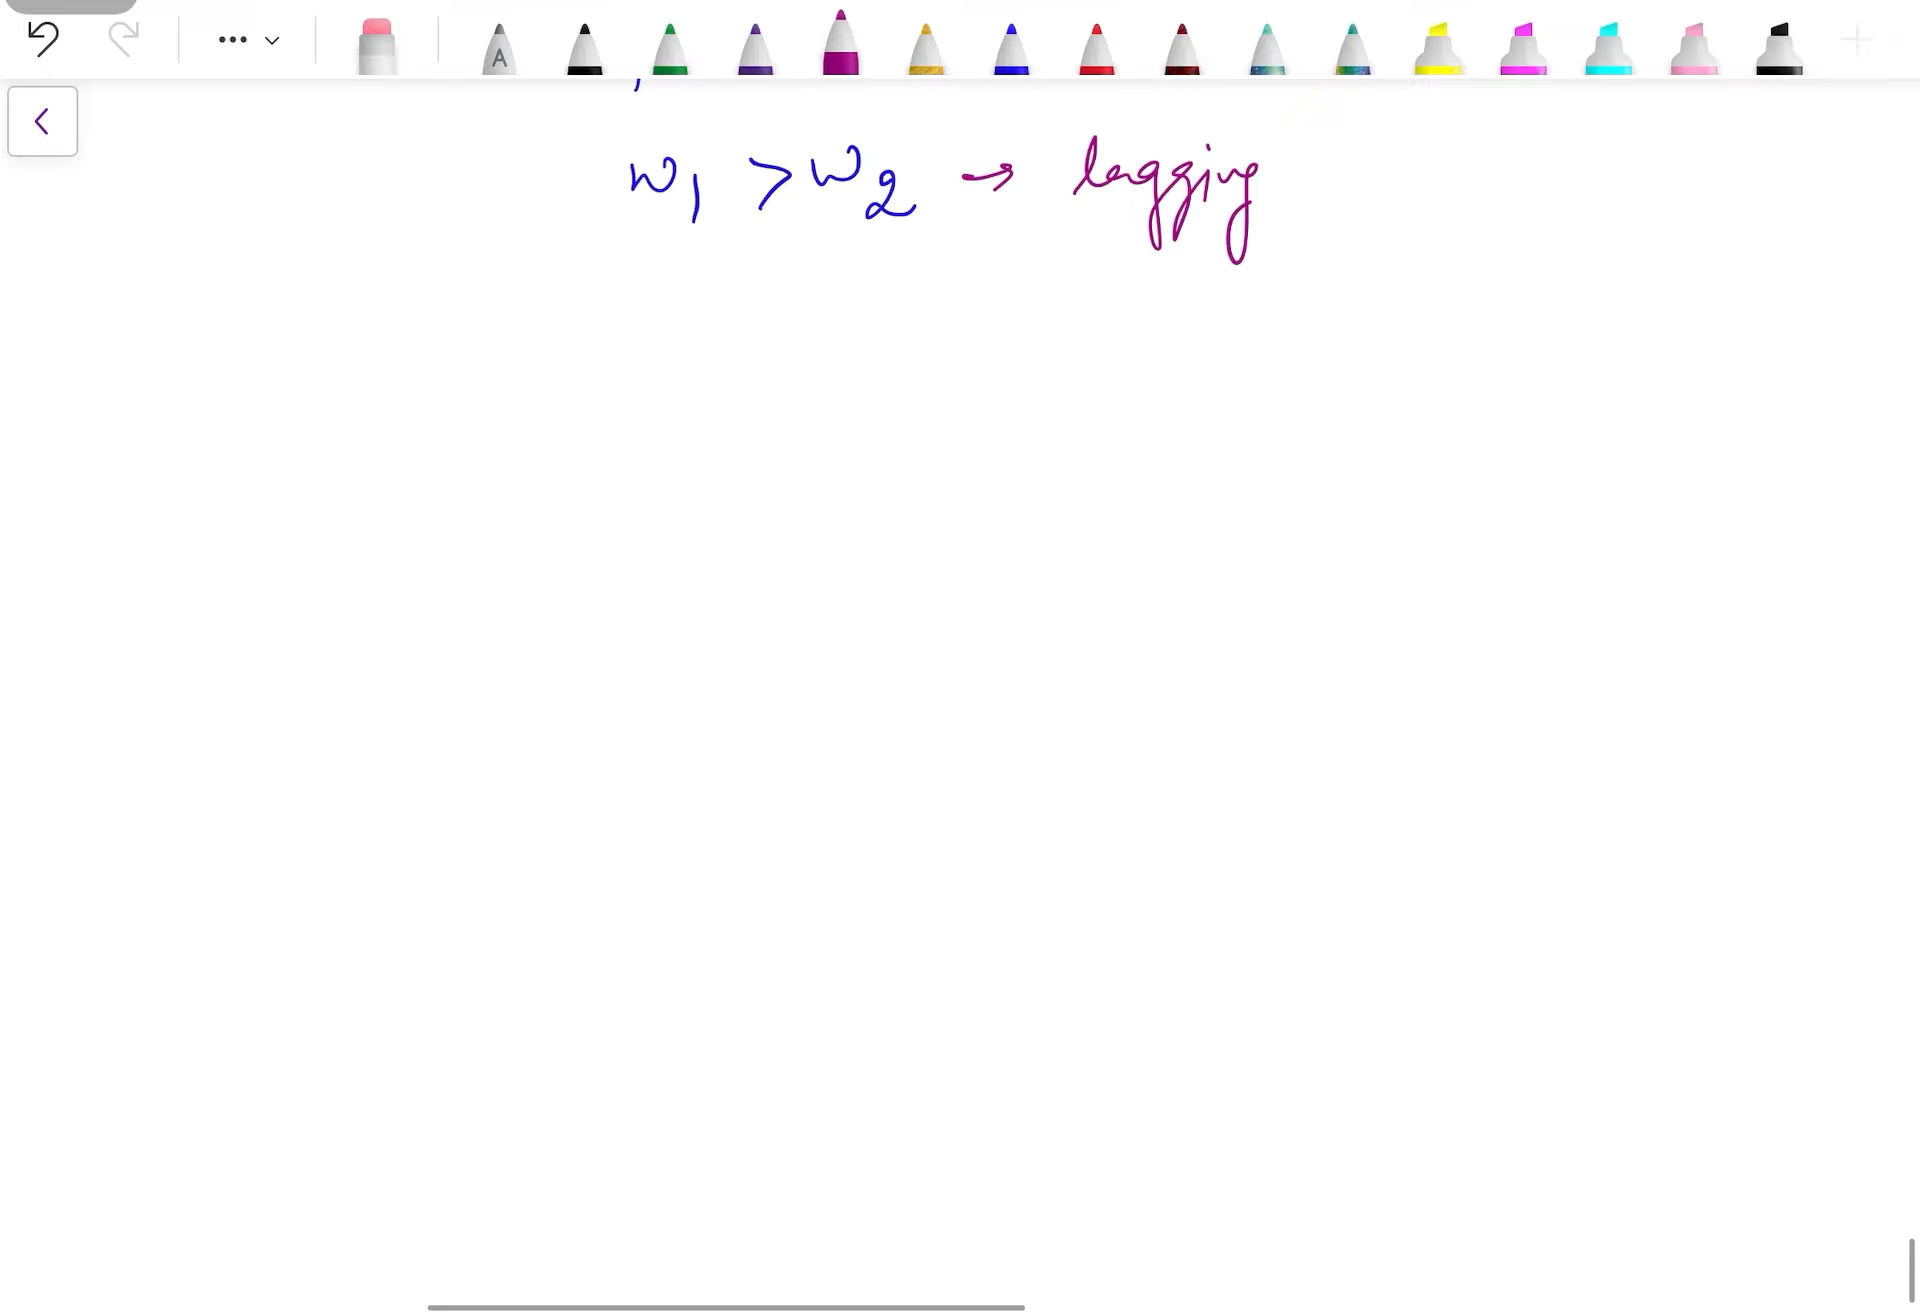 A
w₁ > w₂ → lagging